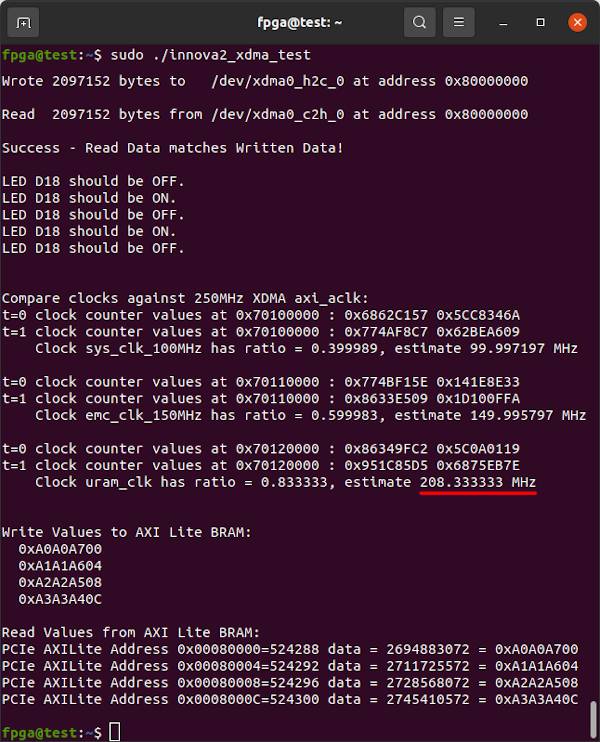 fpga@test: ~
fpga@test:~$ sudo ./innova2_xdma_test
Wrote 2097152 bytes to   /dev/xdma0_h2c_0 at address 0x80000000
Read  2097152 bytes from /dev/xdma0_c2h_0 at address 0x80000000
Success - Read Data matches Written Data!
LED D18 should be OFF.
LED D18 should be ON.
LED D18 should be OFF.
LED D18 should be ON.
LED D18 should be OFF.
Compare clocks against 250MHz XDMA axi_aclk:
t=0 clock counter values at 0x70100000 : 0x6862C157 0x5CC8346A
t=1 clock counter values at 0x70100000 : 0x774AF8C7 0x62BEA609
    Clock sys_clk_100MHz has ratio = 0.399989, estimate 99.997197 MHz
t=0 clock counter values at 0x70110000 : 0x774BF15E 0x141E8E33
t=1 clock counter values at 0x70110000 : 0x8633E509 0x1D100FFA
    Clock emc_clk_150MHz has ratio = 0.599983, estimate 149.995797 MHz
t=0 clock counter values at 0x70120000 : 0x86349FC2 0x5C0A0119
t=1 clock counter values at 0x70120000 : 0x951C85D5 0x6875EB7E
    Clock uram_clk has ratio = 0.833333, estimate 208.333333 MHz
Write Values to AXI Lite BRAM:
  0xA0A0A700
  0xA1A1A604
  0xA2A2A508
  0xA3A3A40C
Read Values from AXI Lite BRAM:
PCIe AXILite Address 0x00080000=524288 data = 2694883072 = 0xA0A0A700
PCIe AXILite Address 0x00080004=524292 data = 2711725572 = 0xA1A1A604
PCIe AXILite Address 0x00080008=524296 data = 2728568072 = 0xA2A2A508
PCIe AXILite Address 0x0008000C=524300 data = 2745410572 = 0xA3A3A40C
fpga@test:~$